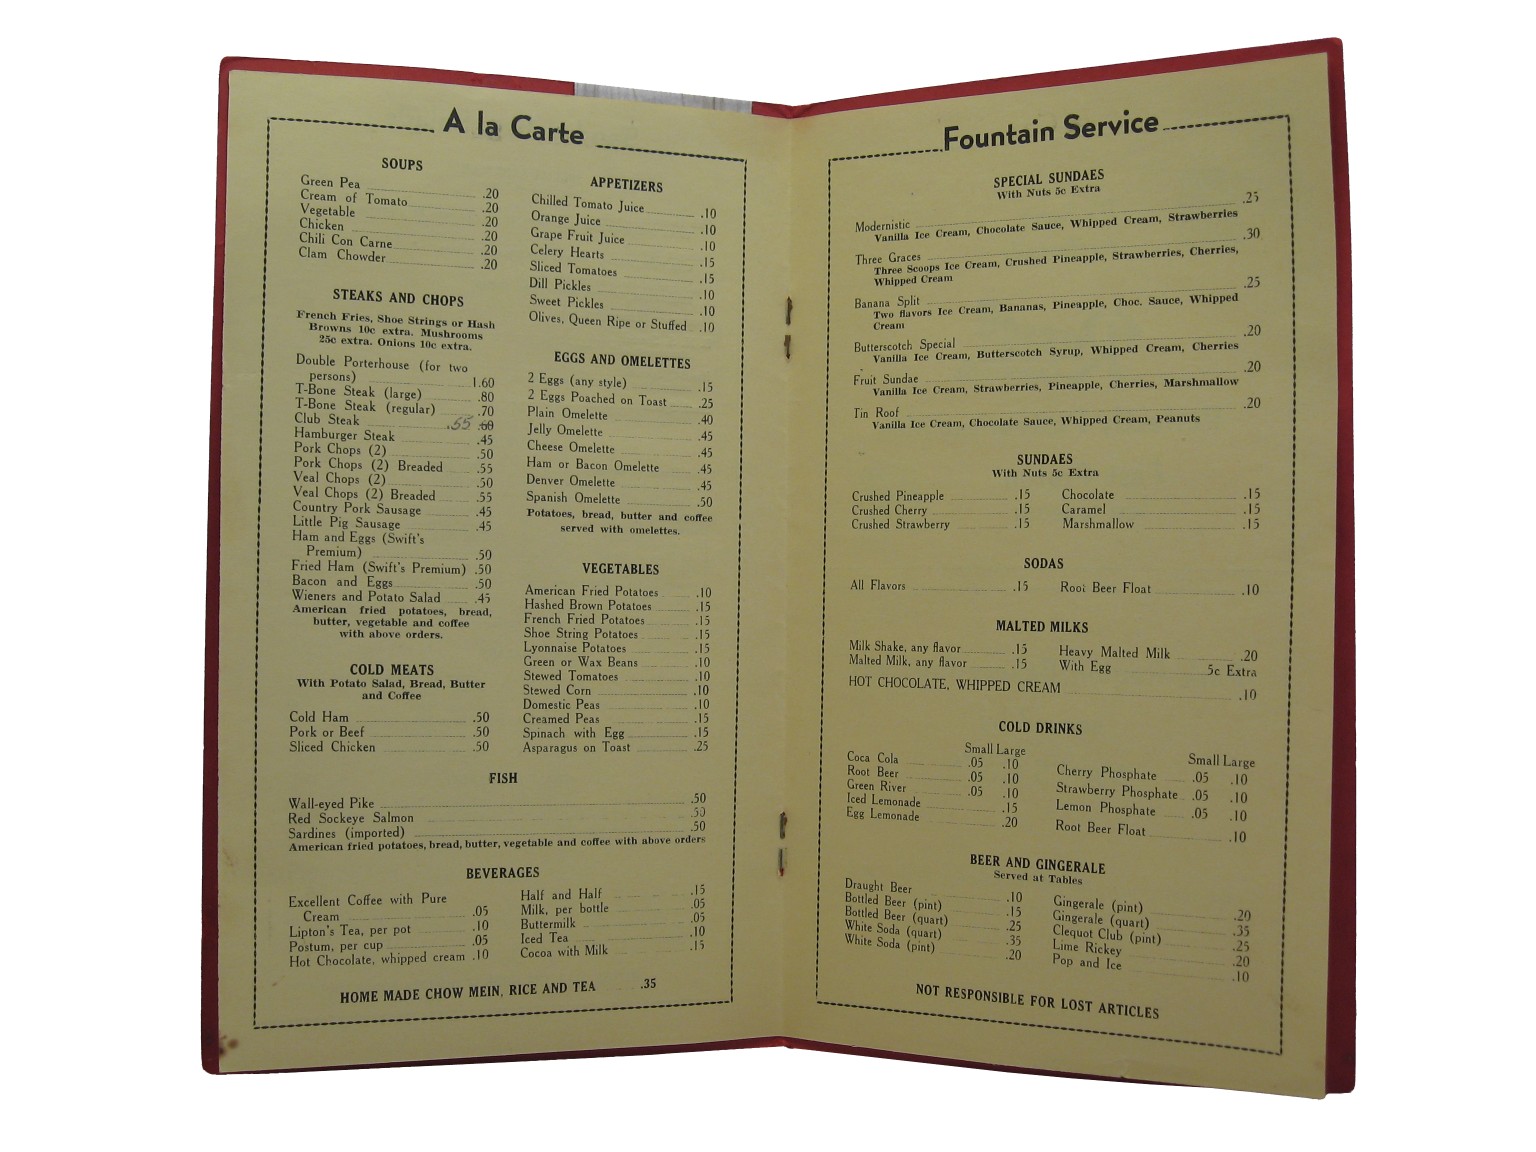 A la Carte
SOUPS
Green Pea .20
Cream of Tomato .20
Vegetable .20
Chicken .20
Chili Con Carne .20
Clam Chowder .20
STEAKS AND CHOPS
French Fries, Shoe Strings or Hash
Browns 10c extra. Mushrooms
25c extra. Onions 10c extra.
Double Porterhouse (for two
persons) 1.60
T-Bone Steak (large) .80
T-Bone Steak (regular) .70
Club Steak .55 .60
Hamburger Steak .45
Pork Chops (2) .50
Pork Chops (2) Breaded .55
Veal Chops (2) .50
Veal Chops (2) Breaded .55
Country Pork Sausage .45
Little Pig Sausage .45
Ham and Eggs (Swift's
Premium) .50
Fried Ham (Swift's Premium) .50
Bacon and Eggs .50
Wieners and Potato Salad .45
American fried potatoes, bread,
butter, vegetable and coffee
with above orders.
COLD MEATS
With Potato Salad, Bread, Butter
and Coffee
Cold Ham .50
Pork or Beef .50
Sliced Chicken .50
APPETIZERS
Chilled Tomato Juice .10
Orange Juice .10
Grape Fruit Juice .10
Celery Hearts .15
Sliced Tomatoes .15
Dill Pickles .10
Sweet Pickles .10
Olives, Queen Ripe or Stuffed .10
EGGS AND OMELETTES
2 Eggs (any style) .15
2 Eggs Poached on Toast .25
Plain Omelette .40
Jelly Omelette .45
Cheese Omelette .45
Ham or Bacon Omelette .45
Denver Omelette .45
Spanish Omelette .50
Potatoes, bread, butter and coffee
served with omelettes.
VEGETABLES
American Fried Potatoes .10
Hashed Brown Potatoes .15
French Fried Potatoes .15
Shoe String Potatoes .15
Lyonnaise Potatoes .15
Green or Wax Beans .10
Stewed Tomatoes .10
Stewed Corn .10
Domestic Peas .10
Creamed Peas .15
Spinach with Egg .15
Asparagus on Toast .25
FISH
Wall-eyed Pike .50
Red Sockeye Salmon .50
Sardines (imported) .50
American fried potatoes, bread, butter, vegetable and coffee with above orders
BEVERAGES
Excellent Coffee with Pure
Cream .05
Lipton's Tea, per pot .10
Postum, per cup .05
Hot Chocolate, whipped cream .10
Half and Half .15
Milk, per bottle .05
Buttermilk .05
Iced Tea .10
Cocoa with Milk .15
HOME MADE CHOW MEIN, RICE AND TEA .35
Fountain Service
SPECIAL SUNDAES
With Nuts 5c Extra
Modernistic .25
Vanilla Ice Cream, Chocolate Sauce, Whipped Cream, Strawberries
Three Graces .30
Three Scoops Ice Cream, Crushed Pineapple, Strawberries, Cherries,
Whipped Cream
Banana Split .25
Two flavors Ice Cream, Bananas, Pineapple, Choc. Sauce, Whipped
Cream
Butterscotch Special .20
Vanilla Ice Cream, Butterscotch Syrup, Whipped Cream, Cherries
Fruit Sundae .20
Vanilla Ice Cream, Strawberries, Pineapple, Cherries, Marshmallow
Tin Roof .20
Vanilla Ice Cream, Chocolate Sauce, Whipped Cream, Peanuts
SUNDAES
With Nuts 5c Extra
Crushed Pineapple .15
Crushed Cherry .15
Crushed Strawberry .15
Chocolate .15
Caramel .15
Marshmallow .15
SODAS
All Flavors .15
Root Beer Float .10
MALTED MILKS
Milk Shake, any flavor .15
Malted Milk, any flavor .15
Heavy Malted Milk .20
With Egg 5c Extra
HOT CHOCOLATE, WHIPPED CREAM .10
COLD DRINKS
Small Large
Coca Cola .05 .10
Root Beer .05 .10
Green River .05 .10
Iced Lemonade .15
Egg Lemonade .20
Small Large
Cherry Phosphate .05 .10
Strawberry Phosphate .05 .10
Lemon Phosphate .05 .10
Root Beer Float .10
BEER AND GINGERALE
Served at Tables
Draught Beer .10
Bottled Beer (pint) .15
Bottled Beer (quart) .25
White Soda (quart) .35
White Soda (pint) .20
Gingerale (pint) .20
Gingerale (quart) .35
Clequot Club (pint) .25
Lime Rickey .20
Pop and Ice .10
NOT RESPONSIBLE FOR LOST ARTICLES